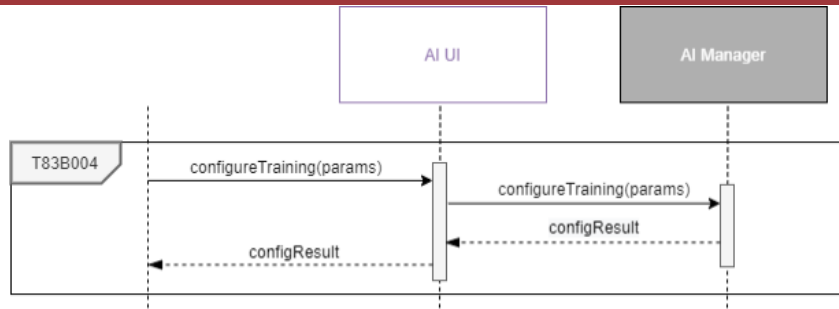 AI UI
AI Manager
T83B004
configureTraining(params)
configureTraining(params)
configResult
configResult